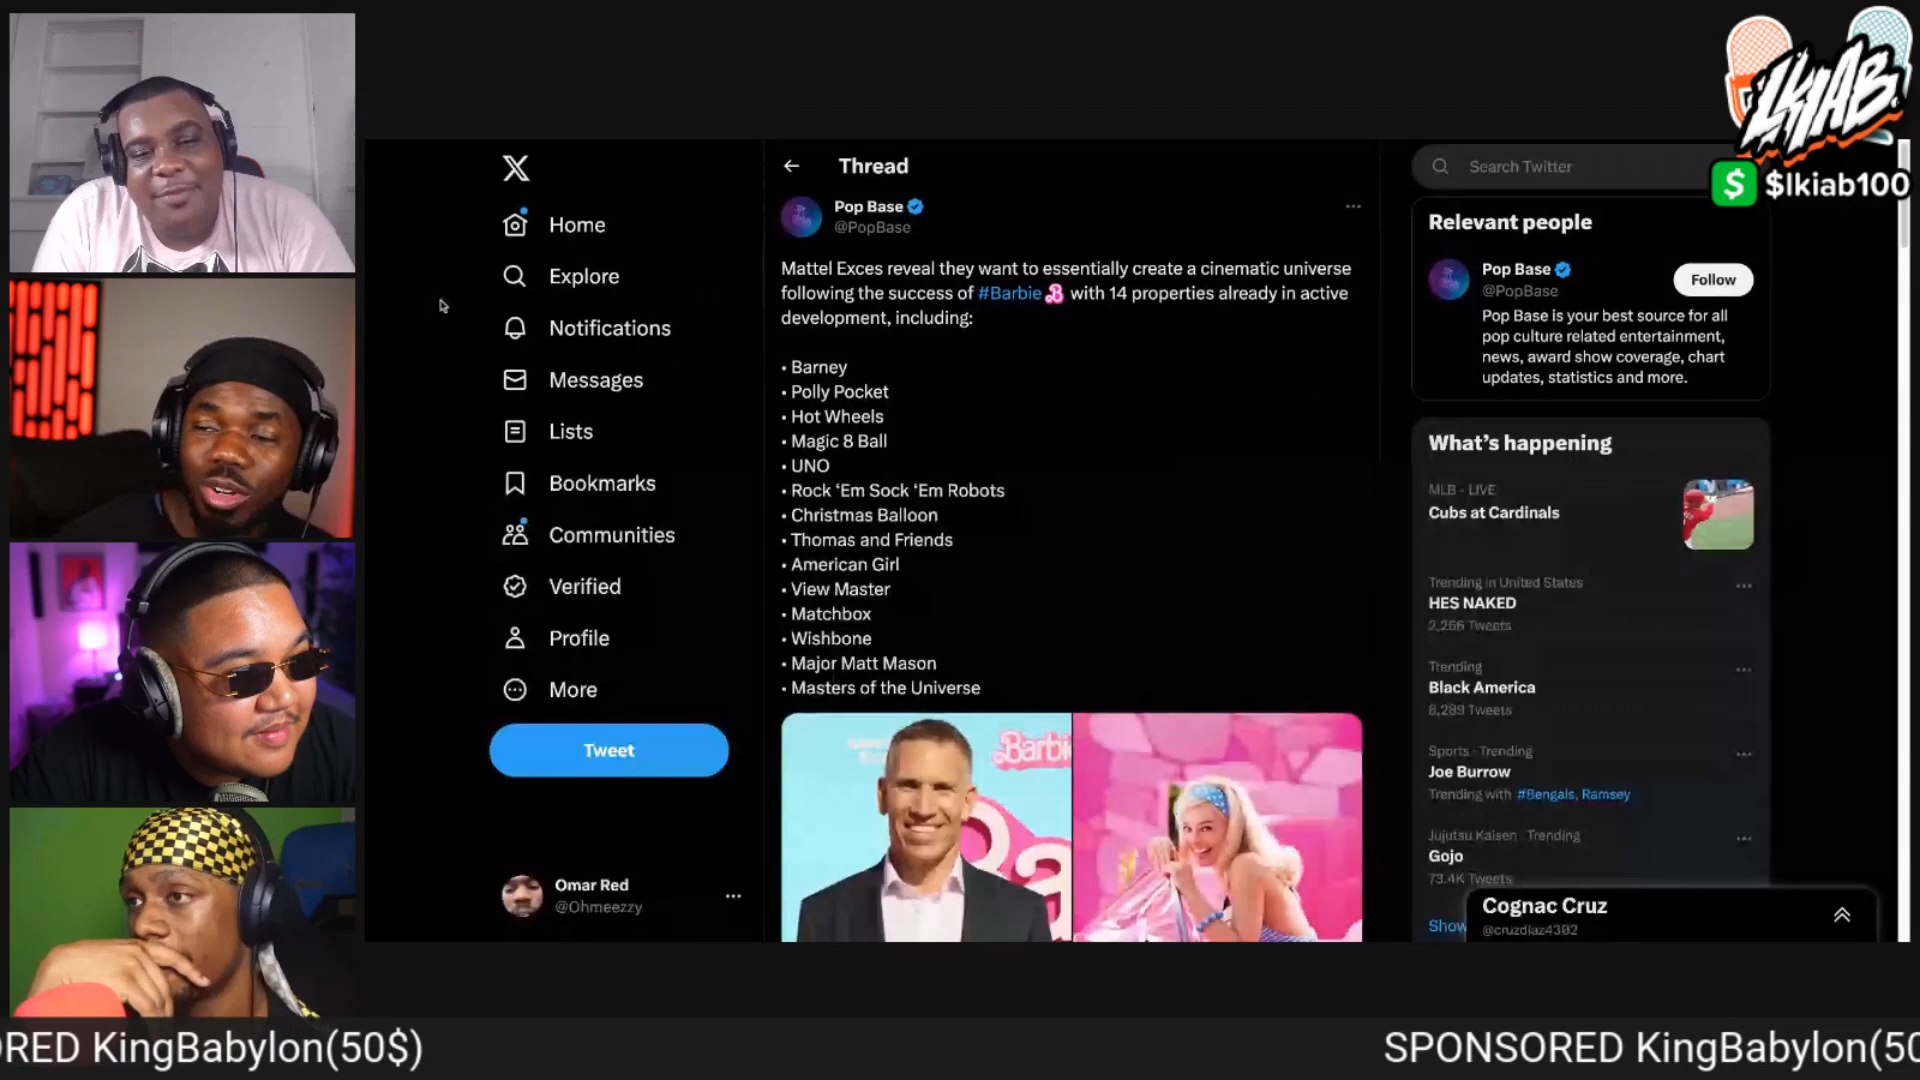 LKIAB
$ $lkiab100
X
Home
Explore
Notifications
Messages
Lists
Bookmarks
Communities
Verified
Profile
More
Tweet
Omar Red
@Ohmeezzy
Thread
Pop Base
@PopBase
Mattel Exces reveal they want to essentially create a cinematic universe
following the success of #Barbie B with 14 properties already in active
development, including:
• Barney
• Polly Pocket
• Hot Wheels
• Magic 8 Ball
• UNO
• Rock ‘Em Sock ‘Em Robots
• Christmas Balloon
• Thomas and Friends
• American Girl
• View Master
• Matchbox
• Wishbone
• Major Matt Mason
• Masters of the Universe
Barbie
Ba
Search Twitter
Relevant people
Pop Base
@PopBase
Follow
Pop Base is your best source for all
pop culture related entertainment,
news, award show coverage, chart
updates, statistics and more.
What’s happening
MLB · LIVE
Cubs at Cardinals
Trending in United States
HES NAKED
2,266 Tweets
Trending
Black America
8,289 Tweets
Sports · Trending
Joe Burrow
Trending with #Bengals, Ramsey
Jujutsu Kaisen · Trending
Gojo
73.4K Tweets
Show
Cognac Cruz
@cruzdiaz4302
ORED KingBabylon(50$)
SPONSORED KingBabylon(50